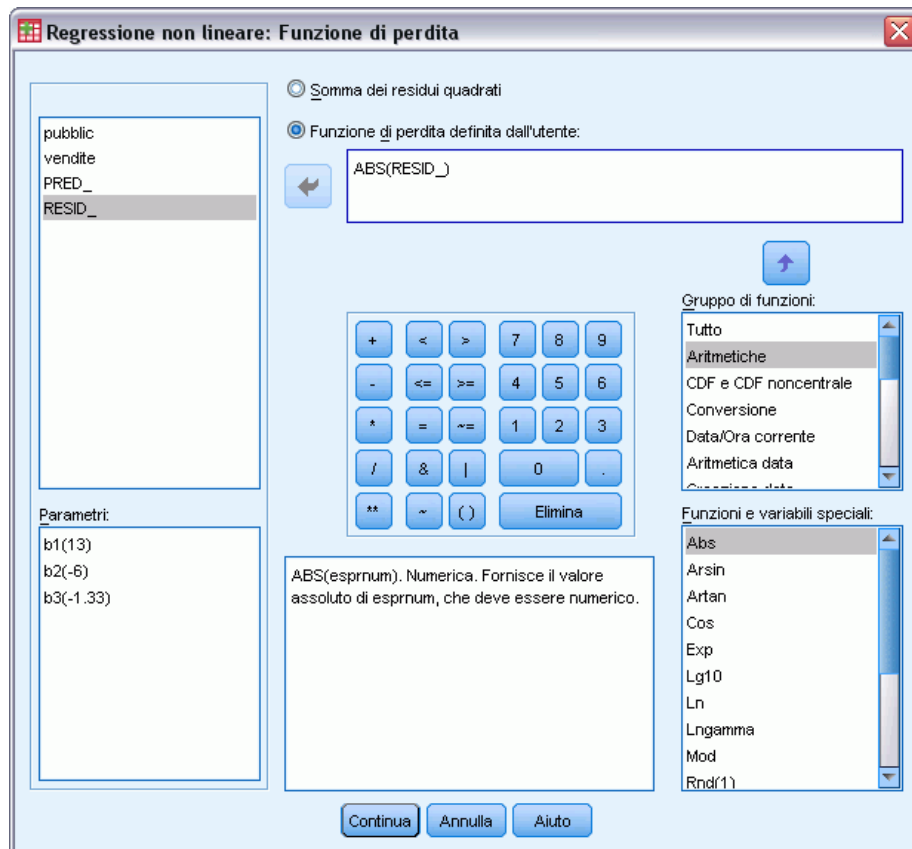 Regressione non lineare: Funzione di perdita
Somma dei residui quadrati
Funzione di perdita definita dall'utente:
pubblic
vendite
PRED_
RESID_
ABS(RESID_)
Gruppo di funzioni:
Tutto
Aritmetiche
CDF e CDF noncentrale
Conversione
Data/Ora corrente
Aritmetica data
Creazione data
+ < > 7 8 9
- <= >= 4 5 6
* = ~= 1 2 3
/ & | 0 .
** ~ ( ) Elimina
Parametri:
b1(13)
b2(-6)
b3(-1.33)
ABS(esprnum). Numerica. Fornisce il valore
assoluto di esprnum, che deve essere numerico.
Funzioni e variabili speciali:
Abs
Arsin
Artan
Cos
Exp
Lg10
Ln
Lngamma
Mod
Rnd(1)
Continua Annulla Aiuto